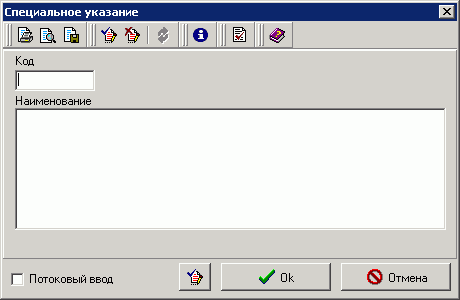 Специальное указание
Код
Наименование
Потоковый ввод
Ok
Отмена